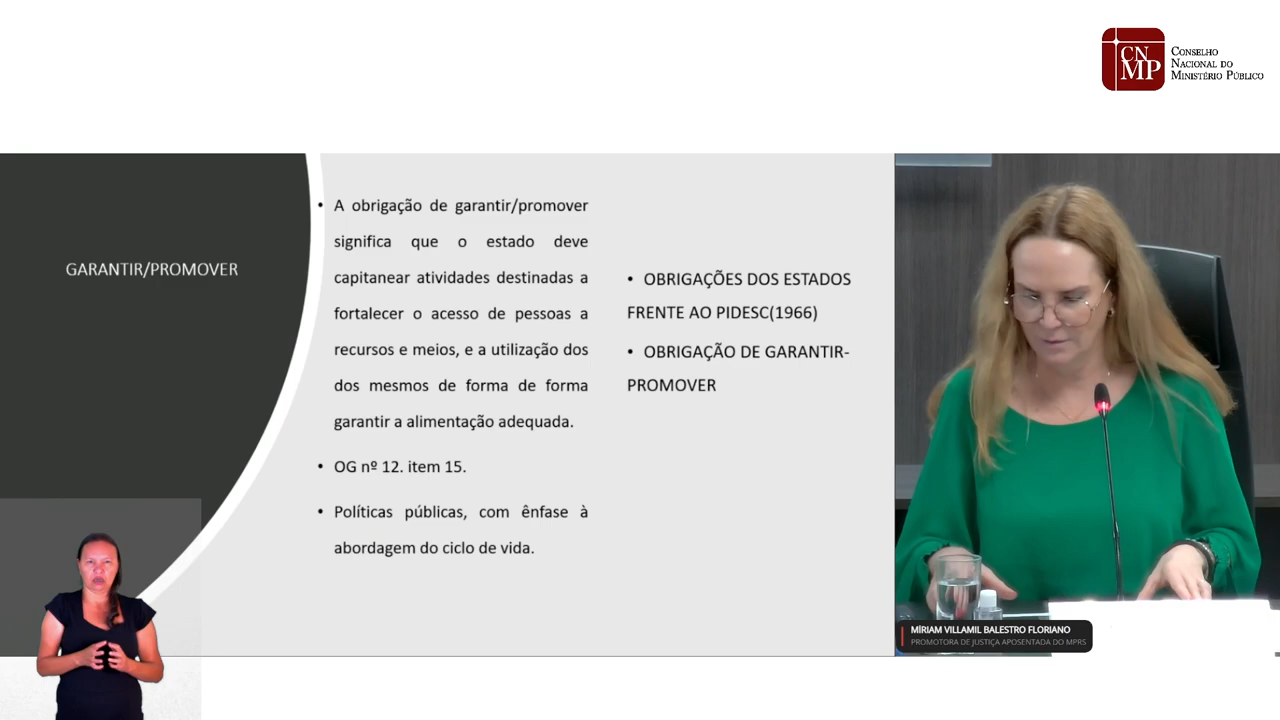 CN
MP
CONSELHO
NACIONAL DO
MINISTÉRIO PÚBLICO
GARANTIR/PROMOVER
• A obrigação de garantir/promover
significa que o estado deve
capitanear atividades destinadas a
fortalecer o acesso de pessoas a
recursos e meios, e a utilização dos
dos mesmos de forma de forma
garantir a alimentação adequada.
• OG nº 12. item 15.
• Políticas públicas, com ênfase à
abordagem do ciclo de vida.
• OBRIGAÇÕES DOS ESTADOS
FRENTE AO PIDESC(1966)
• OBRIGAÇÃO DE GARANTIR-
PROMOVER
MÍRIAM VILLAMIL BALESTRO FLORIANO
PROMOTORA DE JUSTIÇA APOSENTADA DO MPRS